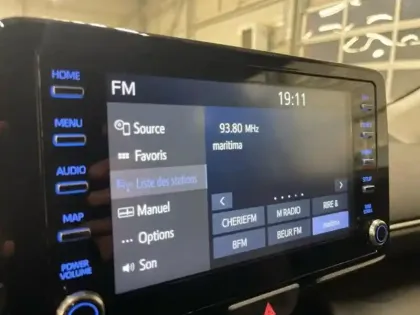 FM
19:11
HOME
MENU
AUDIO
MAP
POWER
VOLUME
Source
Favoris
Liste des stations
Manuel
Options
Son
93.80 MHz
maritima
CHERIEFM
M RADIO
RIRE &
BFM
BEUR FM
maritima